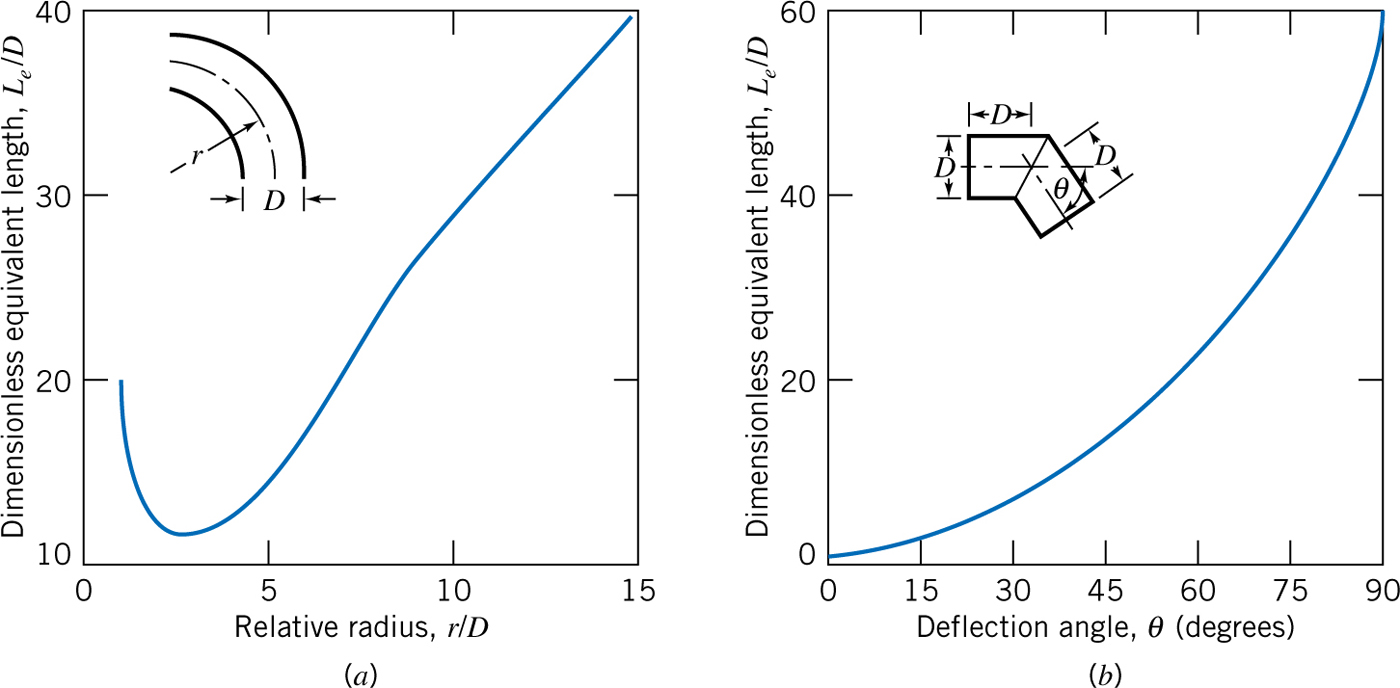 40
30
20
10
Dimensionless equivalent length, Le/D
r
D
0
5
10
15
Relative radius, r/D
(a)
60
40
20
0
Dimensionless equivalent length, Le/D
D
D
D
θ
0
15
30
45
60
75
90
Deflection angle, θ (degrees)
(b)